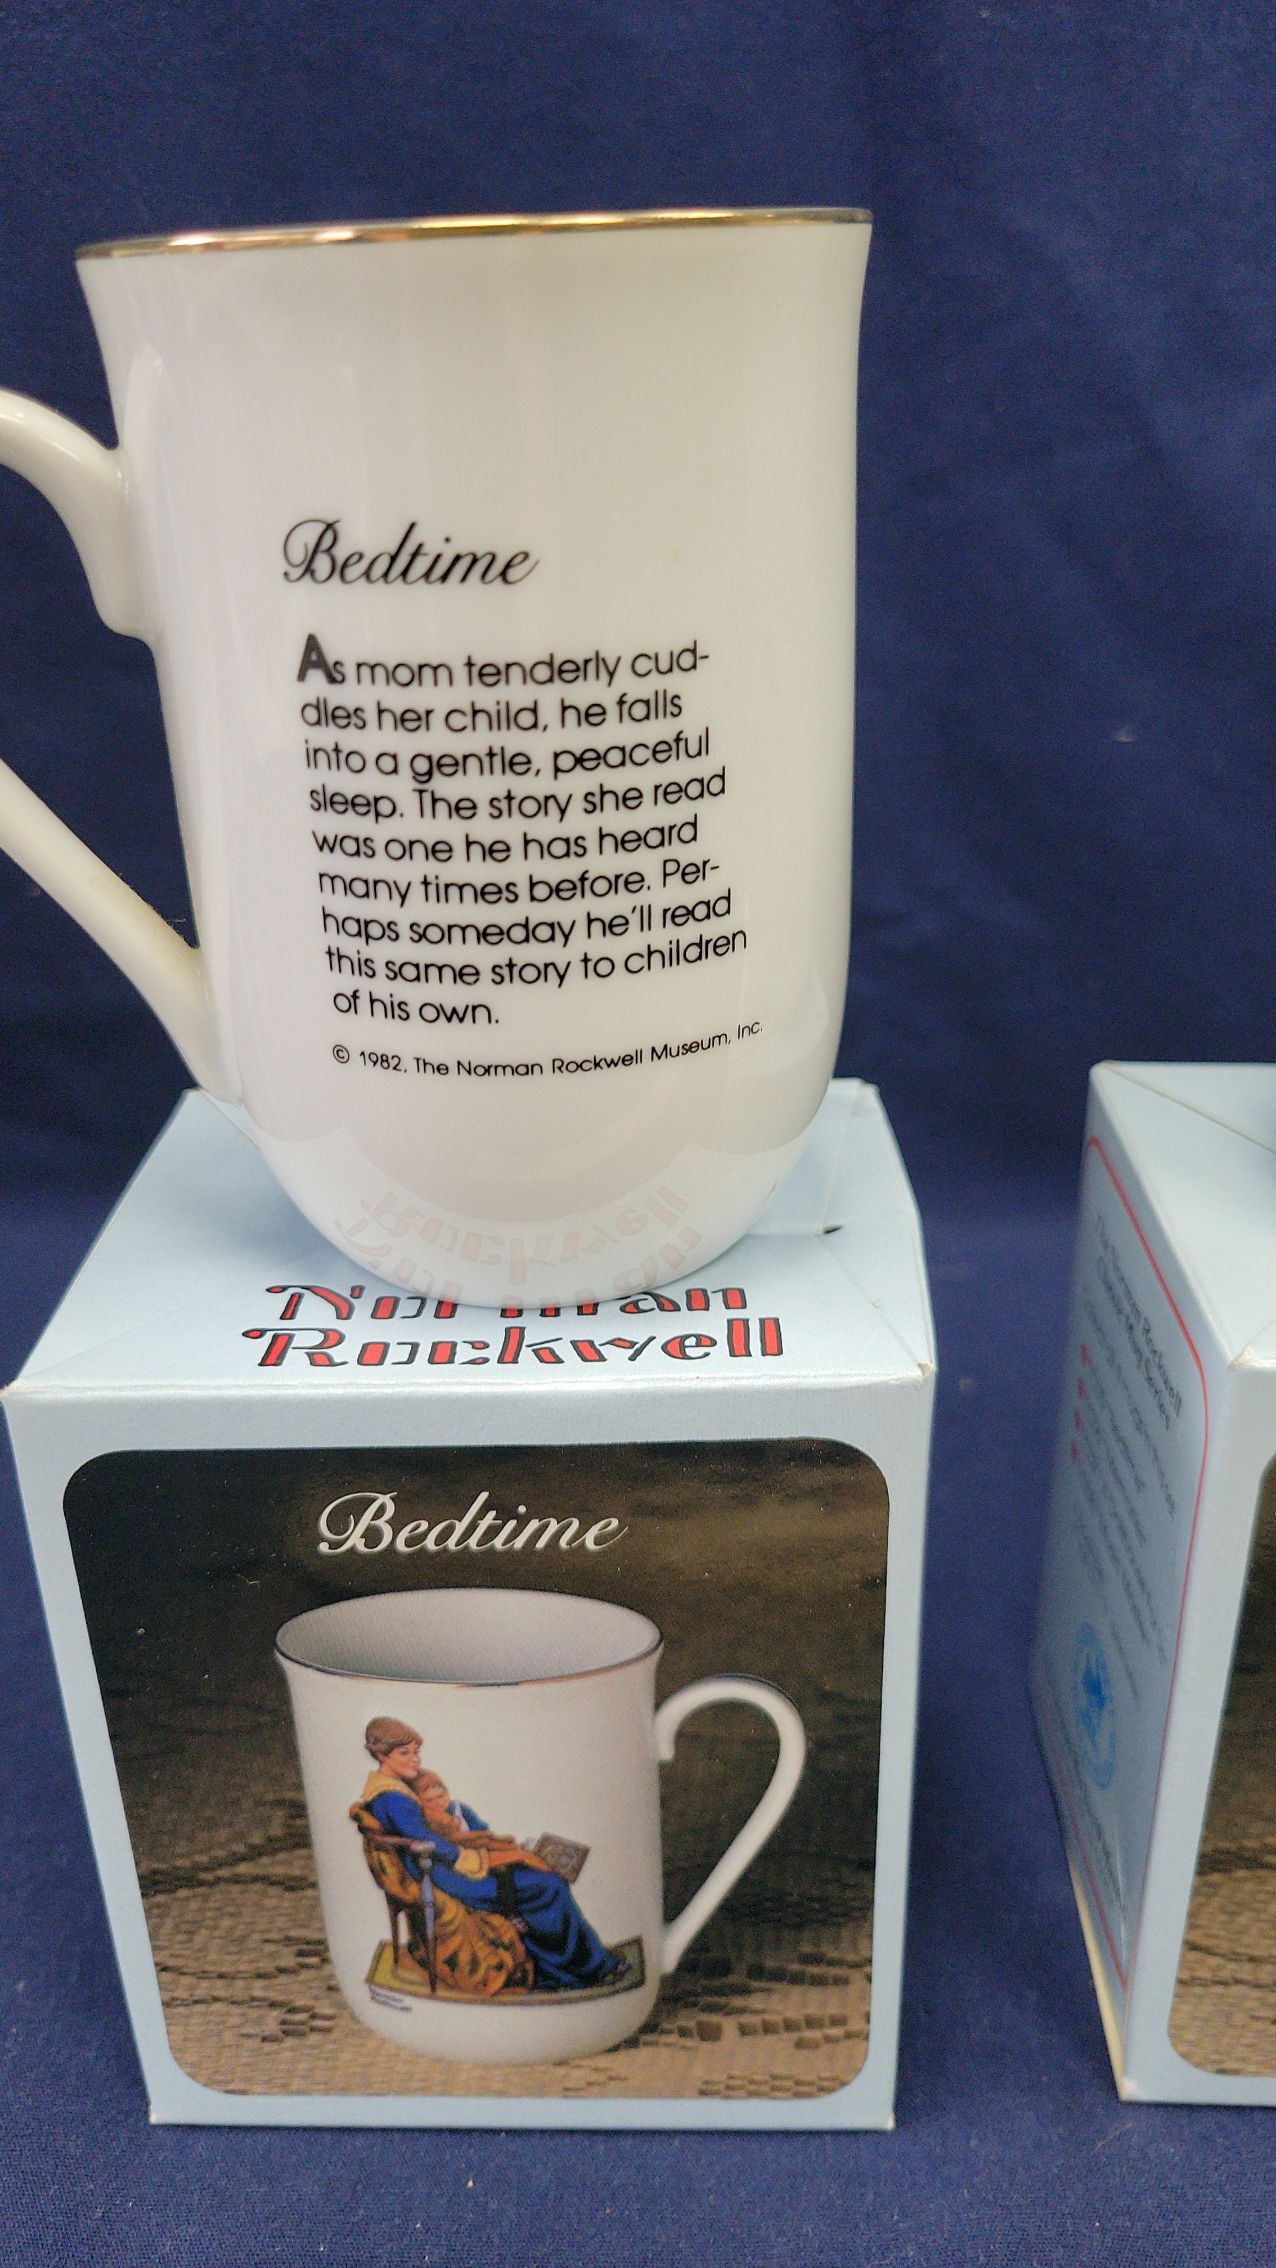 Bedtime
As mom tenderly cud-
dles her child, he falls
into a gentle, peaceful
sleep. The story she read
was one he has heard
many times before. Per-
haps someday he'll read
this same story to children
of his own.
© 1982, The Norman Rockwell Museum, Inc.
Norman
Rockwell
Bedtime
Norman
Rockwell